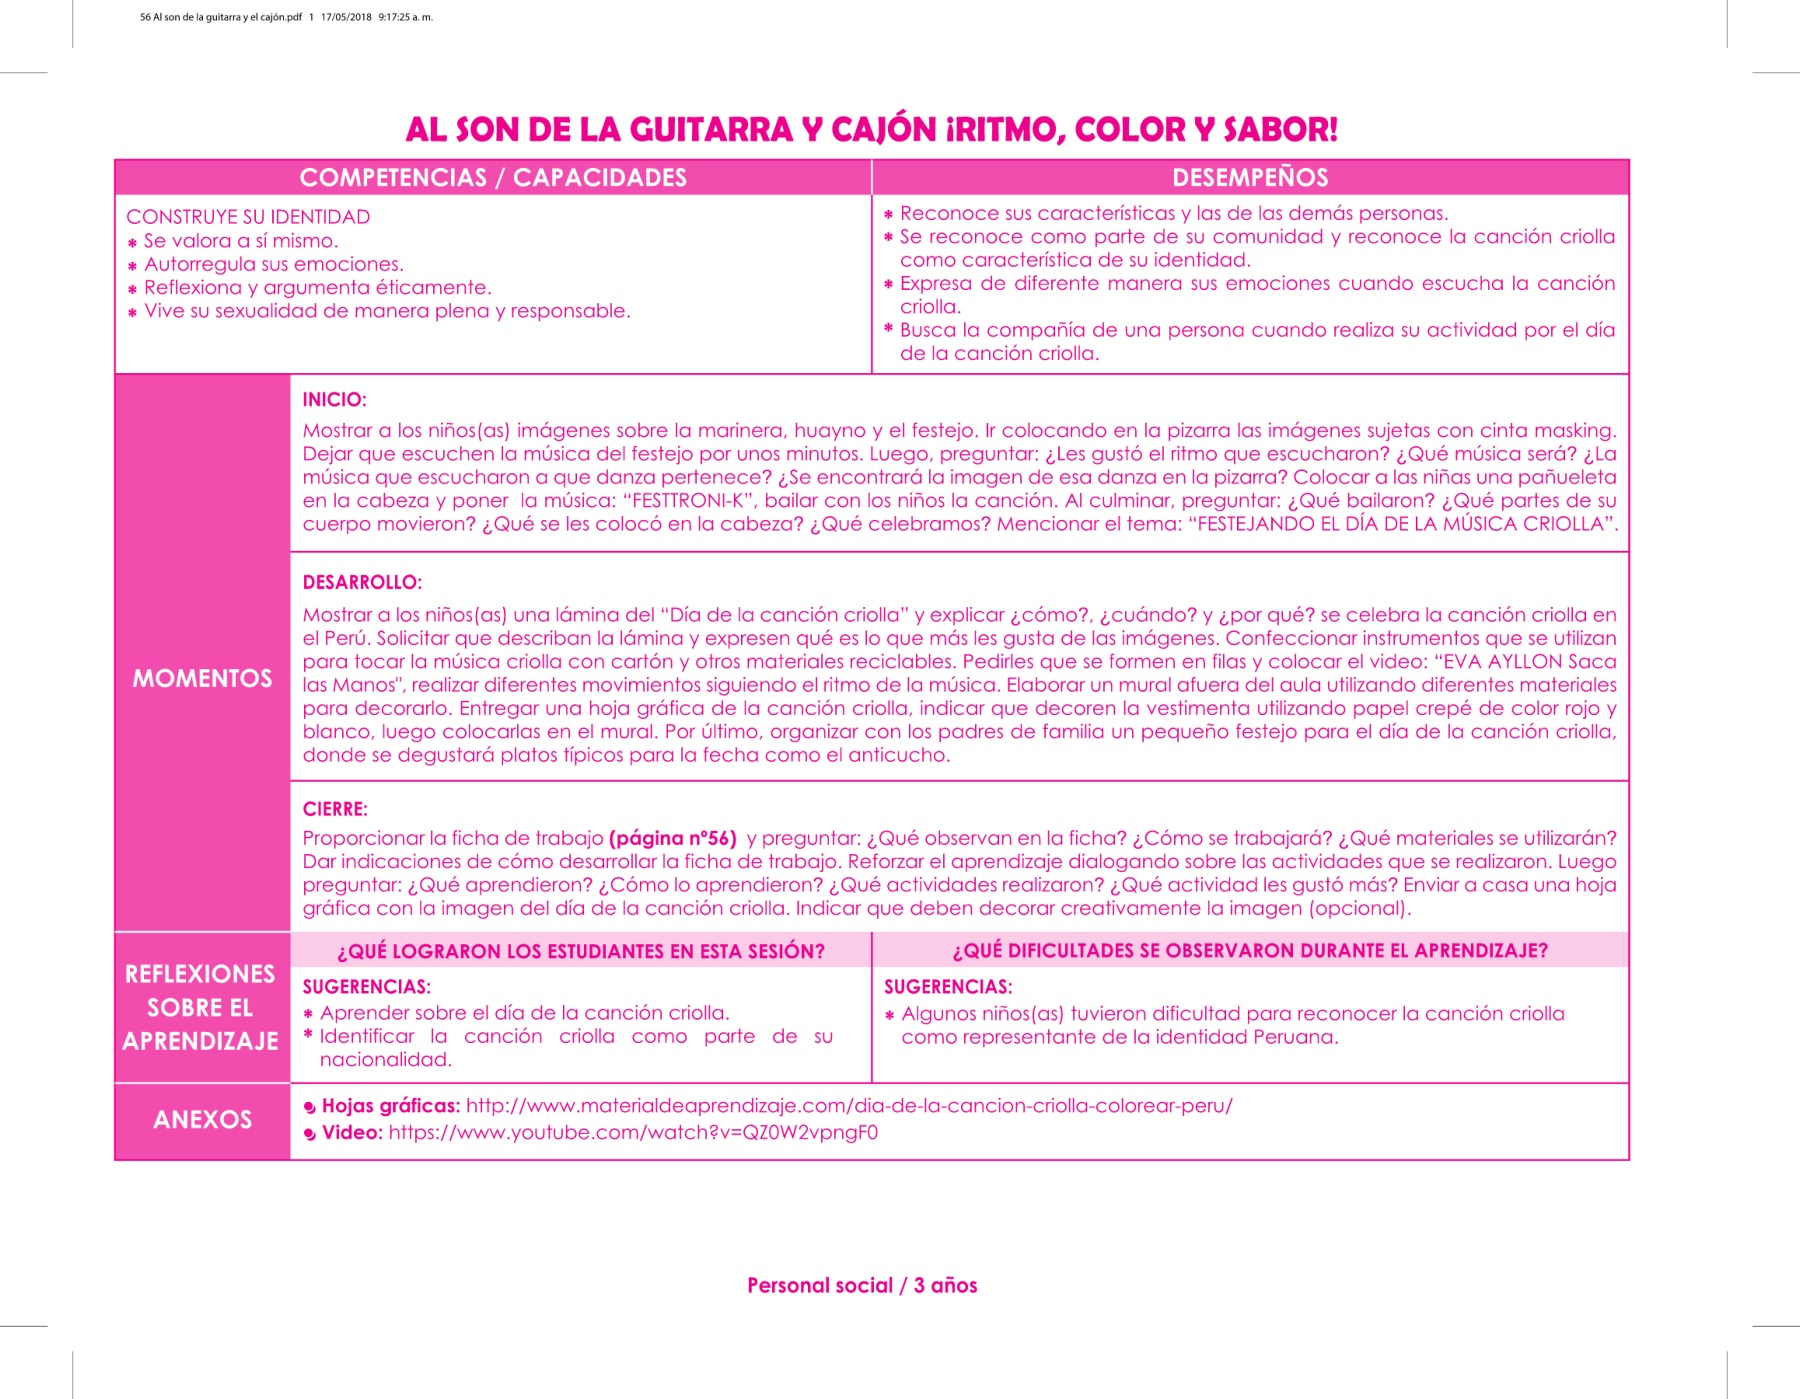 56 Al son de la guitarra y el cajón.pdf 1 17/05/2018 9:17:25 a. m.
AL SON DE LA GUITARRA Y CAJÓN ¡RITMO, COLOR Y SABOR!
COMPETENCIAS / CAPACIDADES
DESEMPEÑOS
CONSTRUYE SU IDENTIDAD
* Se valora a sí mismo.
* Autorregula sus emociones.
* Reflexiona y argumenta éticamente.
* Vive su sexualidad de manera plena y responsable.
* Reconoce sus características y las de las demás personas.
* Se reconoce como parte de su comunidad y reconoce la canción criolla
como característica de su identidad.
* Expresa de diferente manera sus emociones cuando escucha la canción
criolla.
* Busca la compañía de una persona cuando realiza su actividad por el día
de la canción criolla.
MOMENTOS
INICIO:
Mostrar a los niños(as) imágenes sobre la marinera, huayno y el festejo. Ir colocando en la pizarra las imágenes sujetas con cinta masking.
Dejar que escuchen la música del festejo por unos minutos. Luego, preguntar: ¿Les gustó el ritmo que escucharon? ¿Qué música será? ¿La
música que escucharon a que danza pertenece? ¿Se encontrará la imagen de esa danza en la pizarra? Colocar a las niñas una pañueleta
en la cabeza y poner la música: “FESTTRONI-K”, bailar con los niños la canción. Al culminar, preguntar: ¿Qué bailaron? ¿Qué partes de su
cuerpo movieron? ¿Qué se les colocó en la cabeza? ¿Qué celebramos? Mencionar el tema: “FESTEJANDO EL DÍA DE LA MÚSICA CRIOLLA”.
DESARROLLO:
Mostrar a los niños(as) una lámina del “Día de la canción criolla” y explicar ¿cómo?, ¿cuándo? y ¿por qué? se celebra la canción criolla en
el Perú. Solicitar que describan la lámina y expresen qué es lo que más les gusta de las imágenes. Confeccionar instrumentos que se utilizan
para tocar la música criolla con cartón y otros materiales reciclables. Pedirles que se formen en filas y colocar el video: “EVA AYLLON Saca
las Manos", realizar diferentes movimientos siguiendo el ritmo de la música. Elaborar un mural afuera del aula utilizando diferentes materiales
para decorarlo. Entregar una hoja gráfica de la canción criolla, indicar que decoren la vestimenta utilizando papel crepé de color rojo y
blanco, luego colocarlas en el mural. Por último, organizar con los padres de familia un pequeño festejo para el día de la canción criolla,
donde se degustará platos típicos para la fecha como el anticucho.
CIERRE:
Proporcionar la ficha de trabajo (página nº56) y preguntar: ¿Qué observan en la ficha? ¿Cómo se trabajará? ¿Qué materiales se utilizarán?
Dar indicaciones de cómo desarrollar la ficha de trabajo. Reforzar el aprendizaje dialogando sobre las actividades que se realizaron. Luego
preguntar: ¿Qué aprendieron? ¿Cómo lo aprendieron? ¿Qué actividades realizaron? ¿Qué actividad les gustó más? Enviar a casa una hoja
gráfica con la imagen del día de la canción criolla. Indicar que deben decorar creativamente la imagen (opcional).
REFLEXIONES
SOBRE EL
APRENDIZAJE
¿QUÉ LOGRARON LOS ESTUDIANTES EN ESTA SESIÓN?
SUGERENCIAS:
* Aprender sobre el día de la canción criolla.
* Identificar la canción criolla como parte de su
nacionalidad.
¿QUÉ DIFICULTADES SE OBSERVARON DURANTE EL APRENDIZAJE?
SUGERENCIAS:
* Algunos niños(as) tuvieron dificultad para reconocer la canción criolla
como representante de la identidad Peruana.
ANEXOS
Hojas gráficas: http://www.materialdeaprendizaje.com/dia-de-la-cancion-criolla-colorear-peru/
Video: https://www.youtube.com/watch?v=QZ0W2vpngF0
Personal social / 3 años